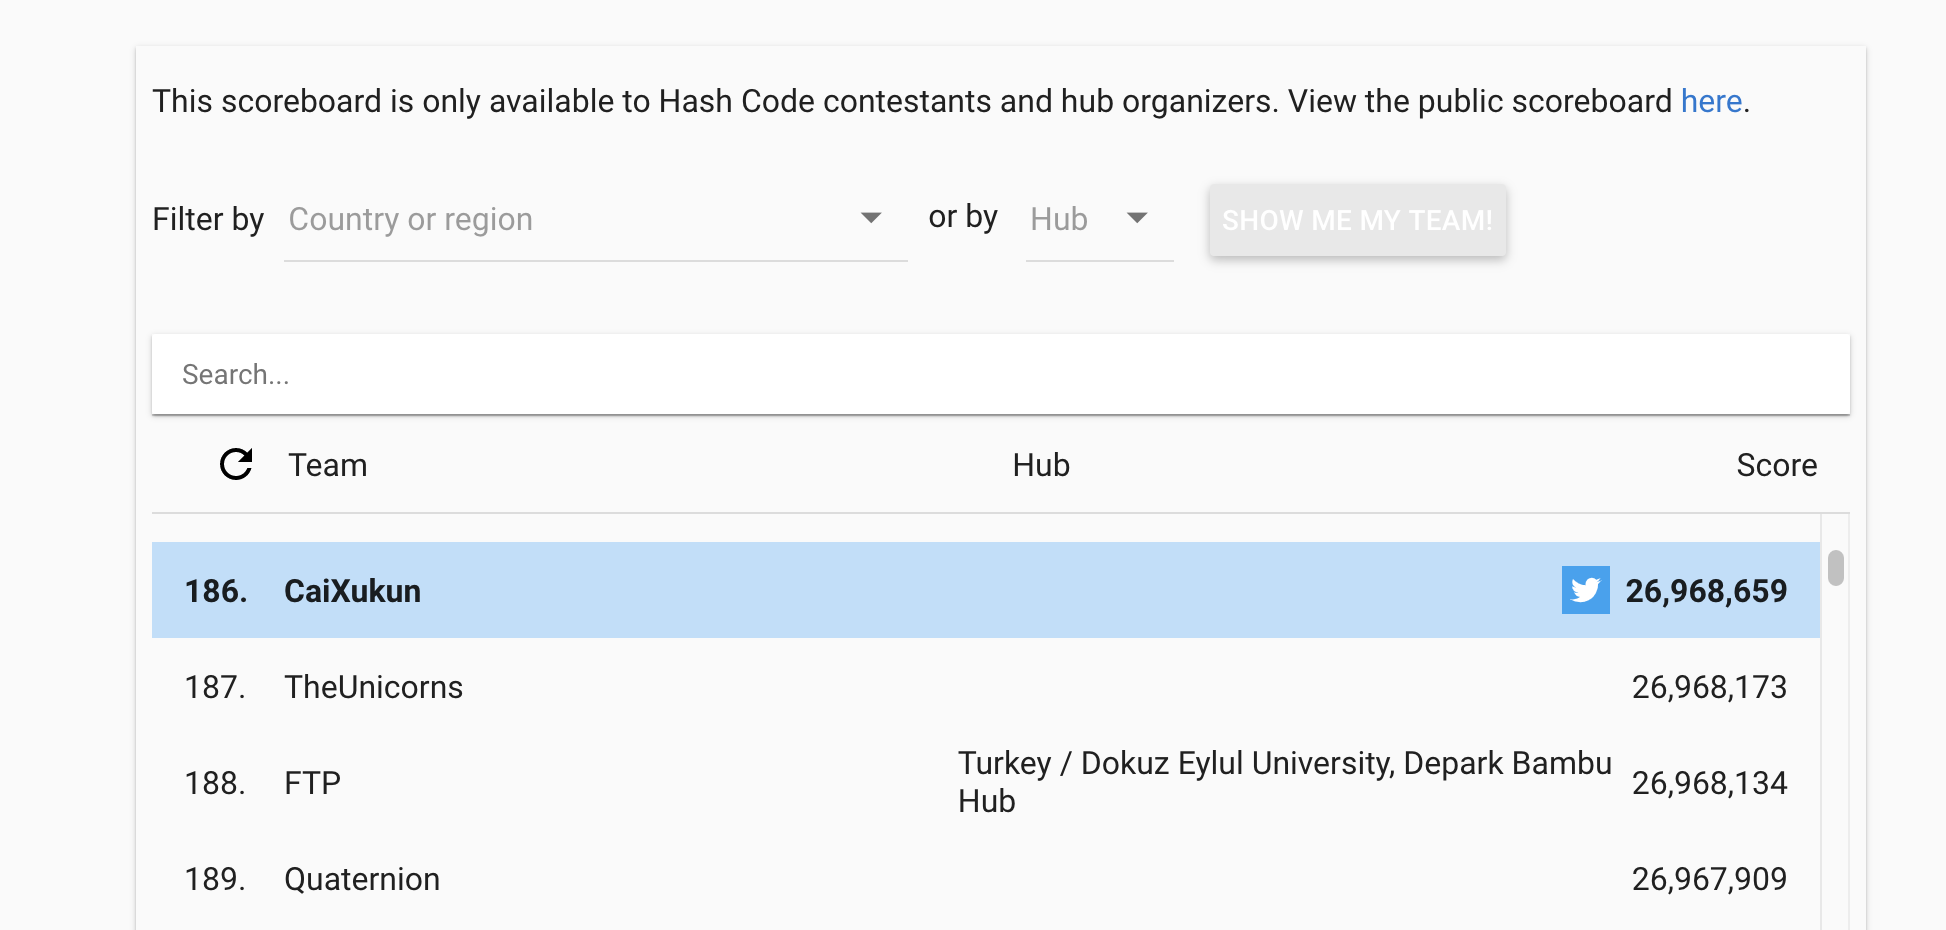 This scoreboard is only available to Hash Code contestants and hub organizers. View the public scoreboard here.
Filter by Country or region or by Hub SHOW ME MY TEAM!
Search...
Team Hub Score
186. CaiXukun 26,968,659
187. TheUnicorns 26,968,173
188. FTP Turkey / Dokuz Eylul University, Depark Bambu
Hub 26,968,134
189. Quaternion 26,967,909